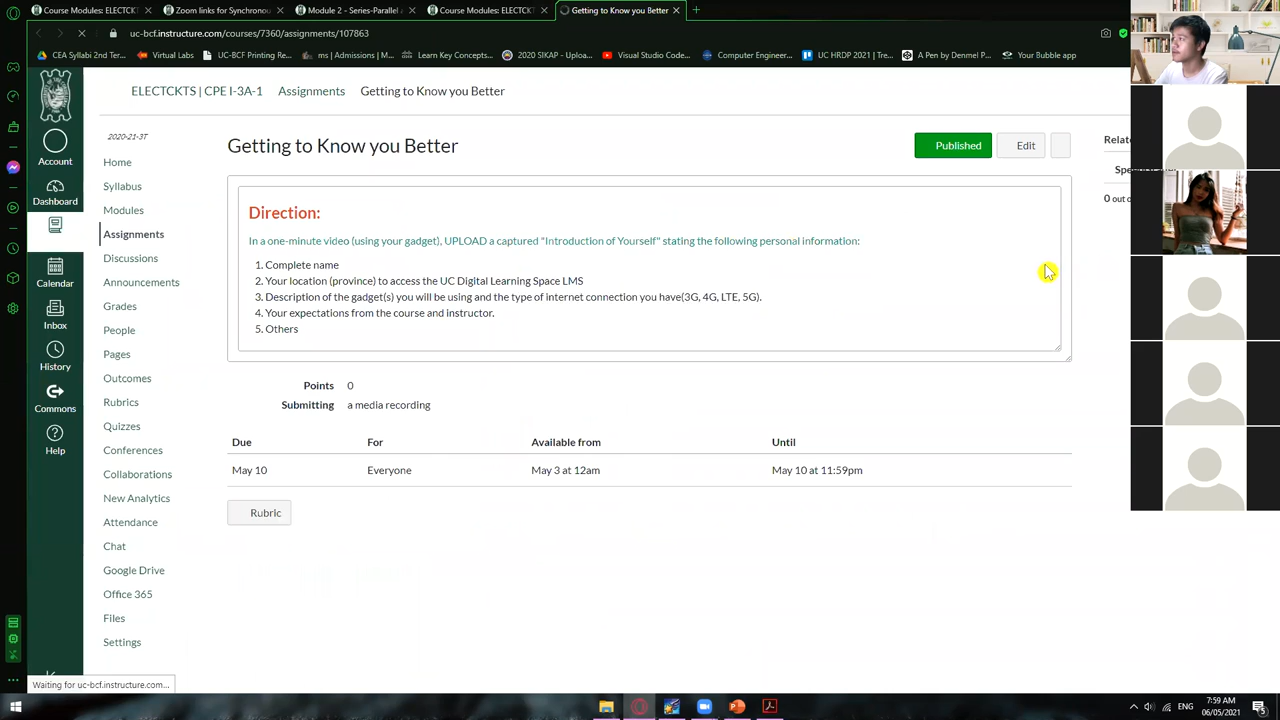 Course Modules: ELECTCKT
Zoom links for Synchronou
Module 2 - Series-Parallel
Course Modules: ELECTCKT
Getting to Know you Better
uc-bcf.instructure.com/courses/7360/assignments/107863
CEA Syllabi 2nd Ter...
Virtual Labs
UC-BCF Printing Re...
ms | Admissions | M...
Learn Key Concepts...
2020 SIKAP - Uploa...
Visual Studio Code...
Computer Engineer...
UC HRDP 2021 | Tre...
A Pen by Denmel P...
Your Bubble app
ELECTCKTS | CPE I-3A-1
Assignments
Getting to Know you Better
2020-21-3T
Account
Dashboard
Calendar
Inbox
History
Commons
Help
Home
Syllabus
Modules
Assignments
Discussions
Announcements
Grades
People
Pages
Outcomes
Rubrics
Quizzes
Conferences
Collaborations
New Analytics
Attendance
Chat
Google Drive
Office 365
Files
Settings
Getting to Know you Better
Published
Edit
Relate
0 out o
Direction:
In a one-minute video (using your gadget), UPLOAD a captured "Introduction of Yourself" stating the following personal information:
1. Complete name
2. Your location (province) to access the UC Digital Learning Space LMS
3. Description of the gadget(s) you will be using and the type of internet connection you have(3G, 4G, LTE, 5G).
4. Your expectations from the course and instructor.
5. Others
Points 0
Submitting a media recording
Due For Available from Until
May 10 Everyone May 3 at 12am May 10 at 11:59pm
Rubric
Waiting for uc-bcf.instructure.com...
ENG
7:59 AM
06/05/2021